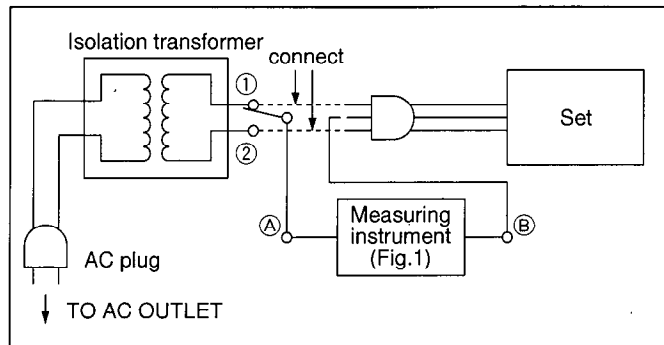 Isolation transformer
connect
①
②
Set
Ⓐ
Measuring
instrument
(Fig.1)
Ⓑ
AC plug
TO AC OUTLET